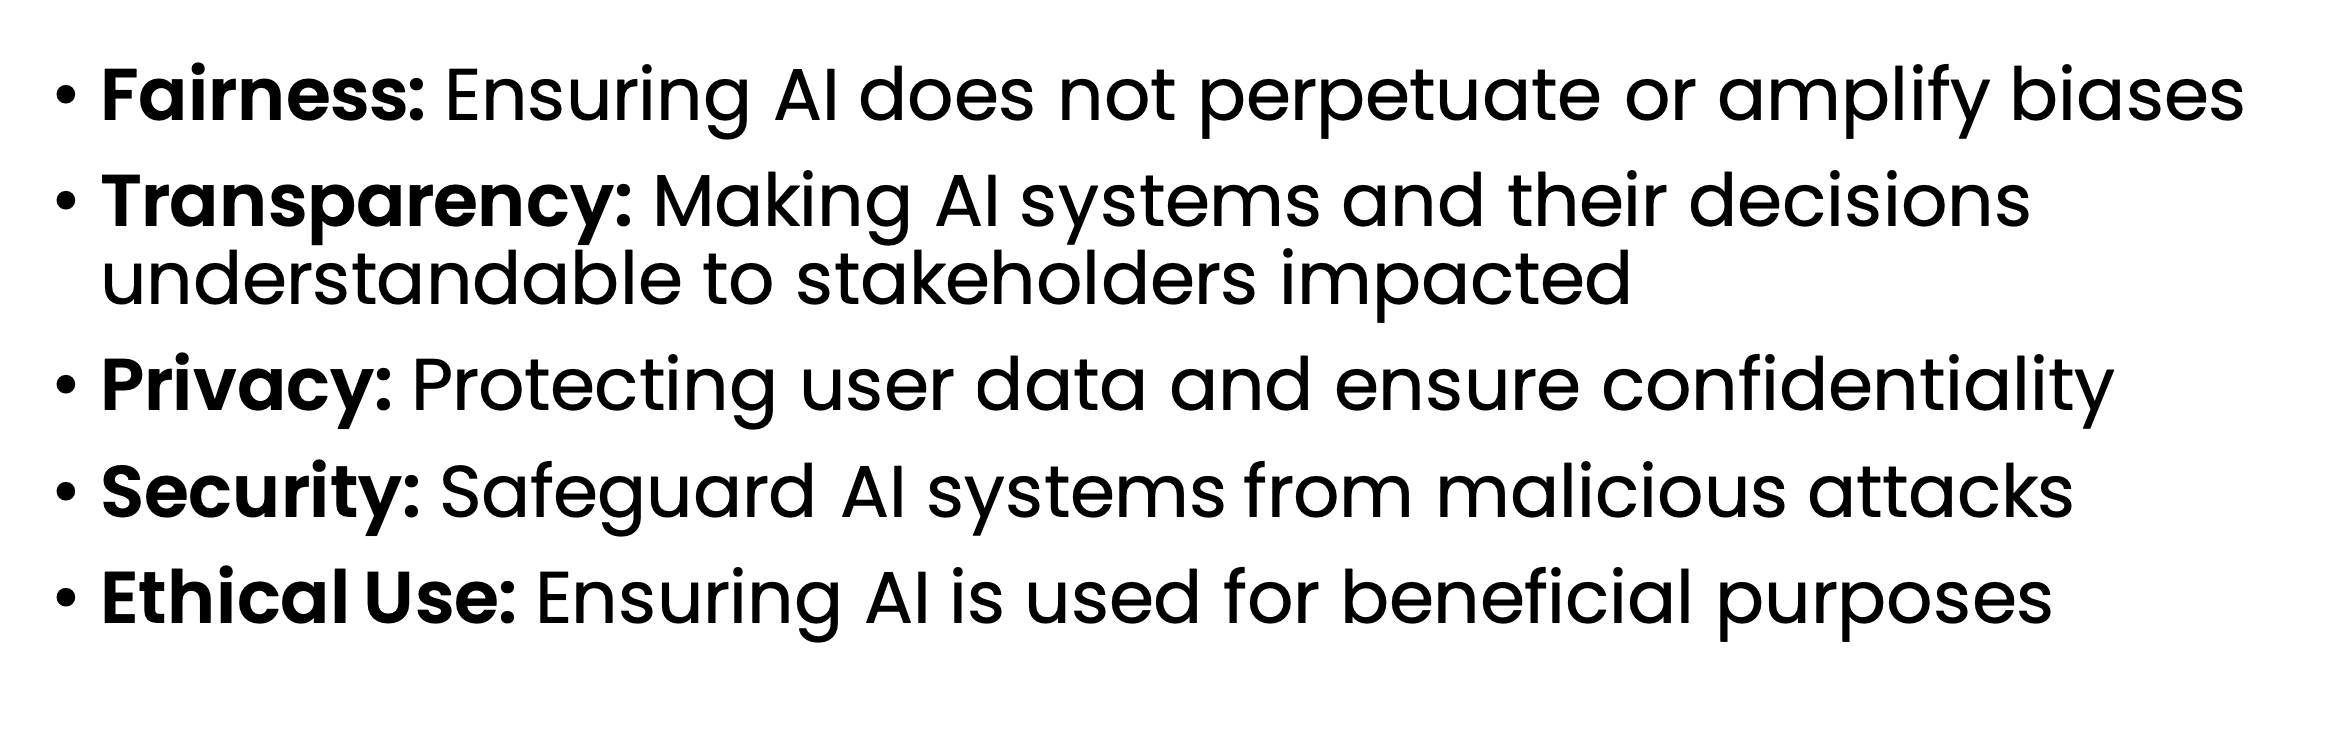 • Fairness: Ensuring AI does not perpetuate or amplify biases
• Transparency: Making AI systems and their decisions
understandable to stakeholders impacted
• Privacy: Protecting user data and ensure confidentiality
• Security: Safeguard AI systems from malicious attacks
• Ethical Use: Ensuring AI is used for beneficial purposes